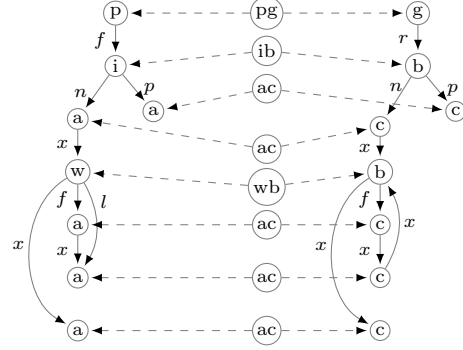 p pg g
f r
i ib b
n p n p
a ac c
a ac c
x x
w wb b
f l f
a ac c
x x x x
x
a ac c
a ac c